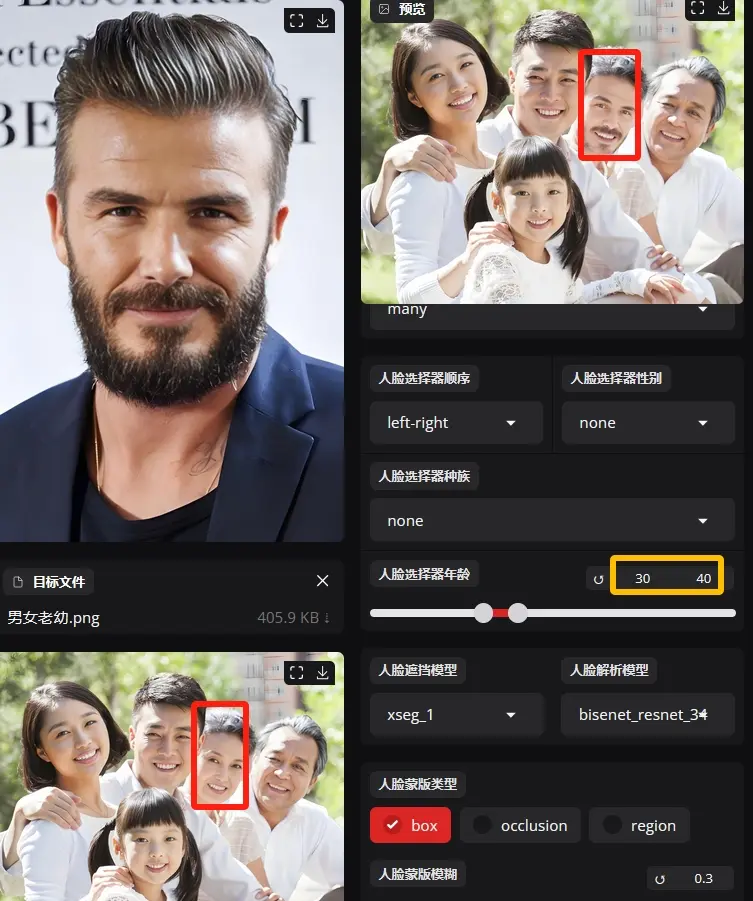 Essentials
ected
BE
M
预览
many
人脸选择器顺序
人脸选择器性别
left-right
none
人脸选择器种族
none
人脸选择器年龄
30
40
目标文件
男女老幼.png
405.9 KB ↓
人脸遮挡模型
人脸解析模型
xseg_1
bisenet_resnet_34
人脸蒙版类型
box
occlusion
region
人脸蒙版模糊
0.3